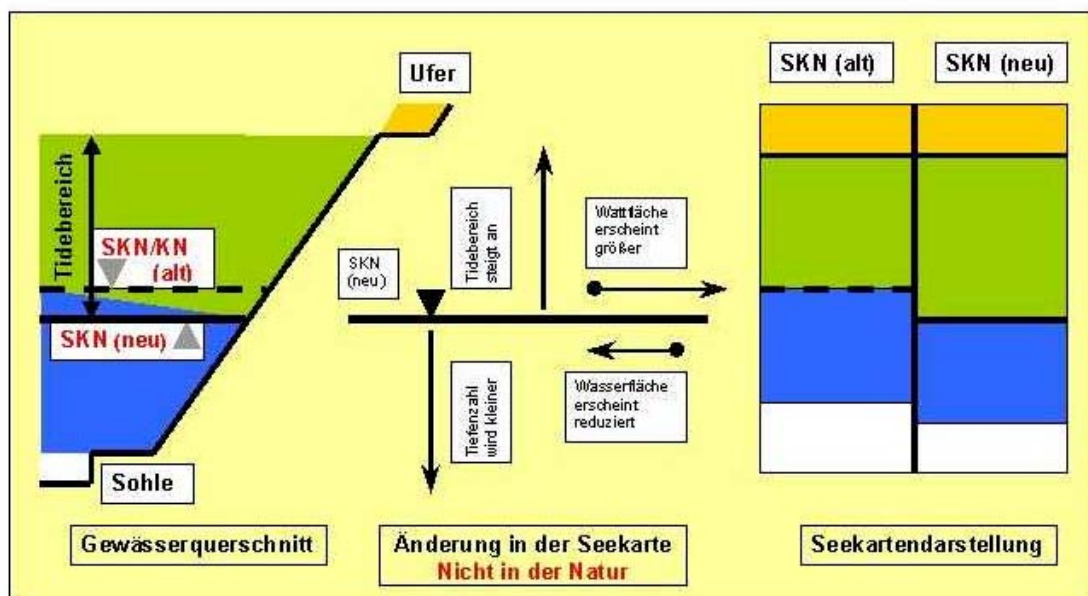 Ufer
SKN (alt)
SKN (neu)
Tidebereich
SKN/KN
(alt)
SKN (neu)
Sohle
SKN
(neu)
Tidebereich
steigt an
Wattfläche
erscheint
größer
Tiefenzahl
wird kleiner
Wasserfläche
erscheint
reduziert
Gewässerquerschnitt
Änderung in der Seekarte
Nicht in der Natur
Seekartendarstellung